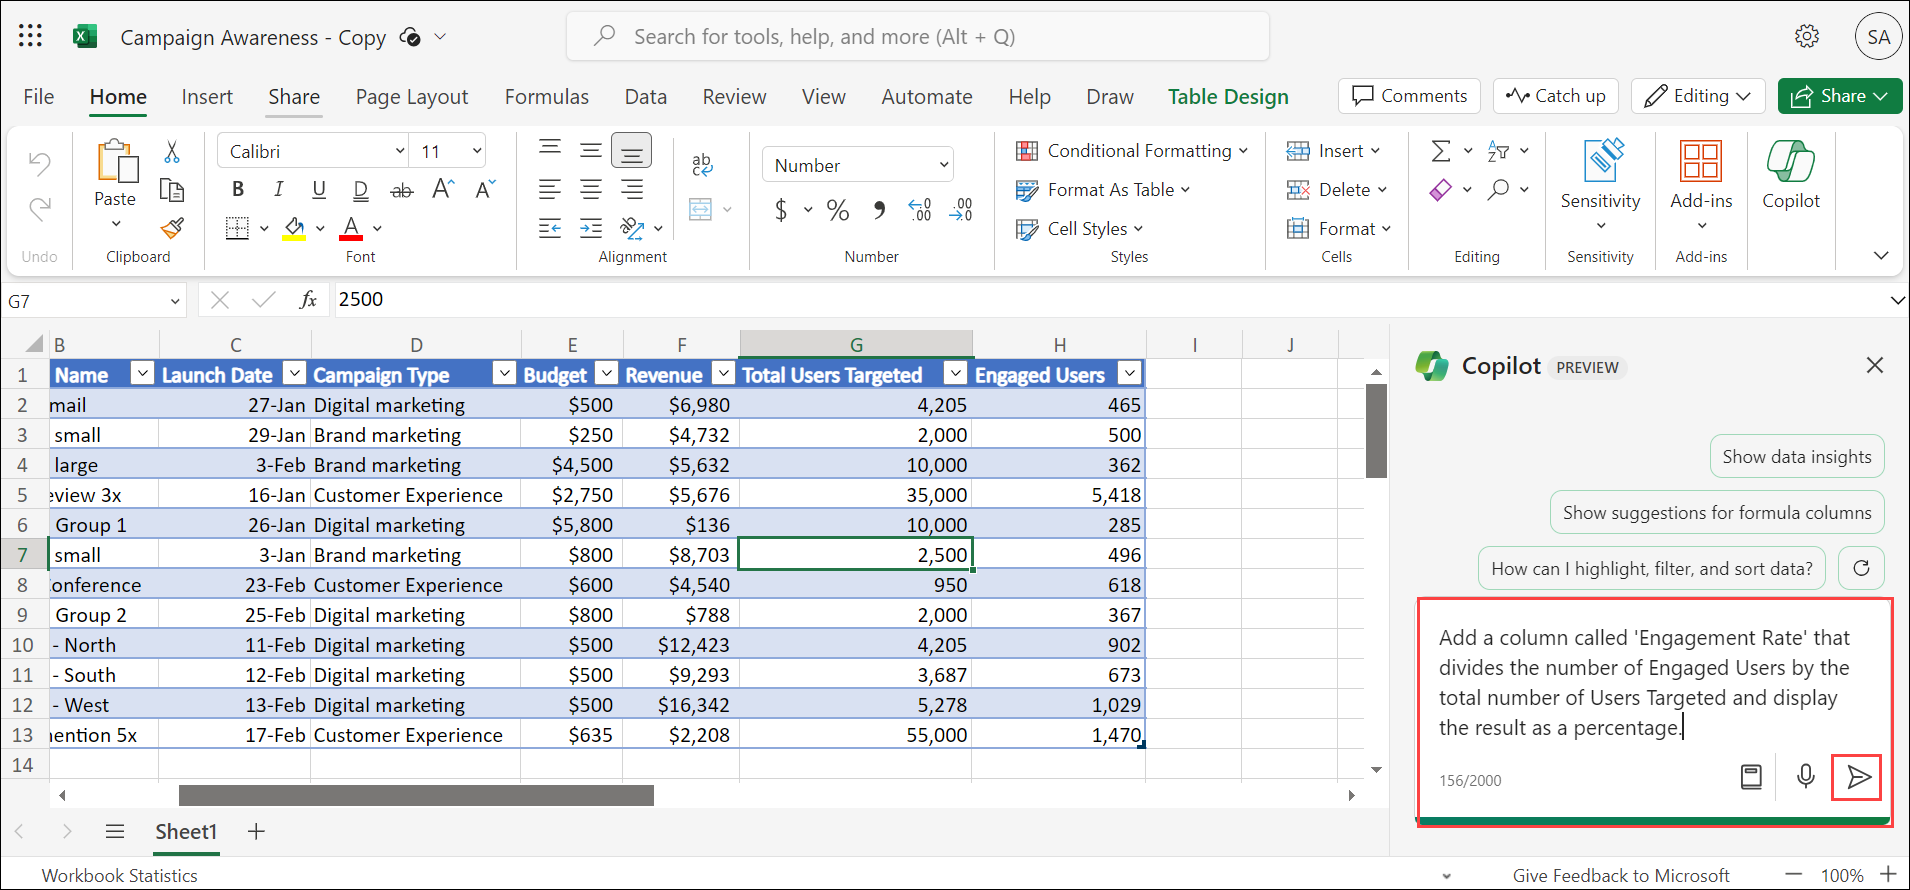 Campaign Awareness - Copy
Search for tools, help, and more (Alt + Q)
SA
File Home Insert Share Page Layout Formulas Data Review View Automate Help Draw Table Design
Comments Catch up Editing Share
Undo
Paste
Clipboard
Calibri 11
B I U D ab A A
A
Font
ab
Alignment
Number
$ % 9 .00 .00
Number
Conditional Formatting
Format As Table
Cell Styles
Styles
Insert
Delete
Format
Cells
Editing
Sensitivity
Sensitivity
Add-ins
Add-ins
Copilot
G7 fx 2500
B C D E F G H I J
1 Name Launch Date Campaign Type Budget Revenue Total Users Targeted Engaged Users
2 mail 27-Jan Digital marketing $500 $6,980 4,205 465
3 small 29-Jan Brand marketing $250 $4,732 2,000 500
4 large 3-Feb Brand marketing $4,500 $5,632 10,000 362
5 eview 3x 16-Jan Customer Experience $2,750 $5,676 35,000 5,418
6 Group 1 26-Jan Digital marketing $5,800 $136 10,000 285
7 small 3-Jan Brand marketing $800 $8,703 2,500 496
8 onference 23-Feb Customer Experience $600 $4,540 950 618
9 Group 2 25-Feb Digital marketing $800 $788 2,000 367
10 - North 11-Feb Digital marketing $500 $12,423 4,205 902
11 - South 12-Feb Digital marketing $500 $9,293 3,687 673
12 - West 13-Feb Digital marketing $500 $16,342 5,278 1,029
13 nention 5x 17-Feb Customer Experience $635 $2,208 55,000 1,470
14
Copilot PREVIEW
Show data insights
Show suggestions for formula columns
How can I highlight, filter, and sort data?
Add a column called 'Engagement Rate' that
divides the number of Engaged Users by the
total number of Users Targeted and display
the result as a percentage.
156/2000
Sheet1
Workbook Statistics
Give Feedback to Microsoft
100%